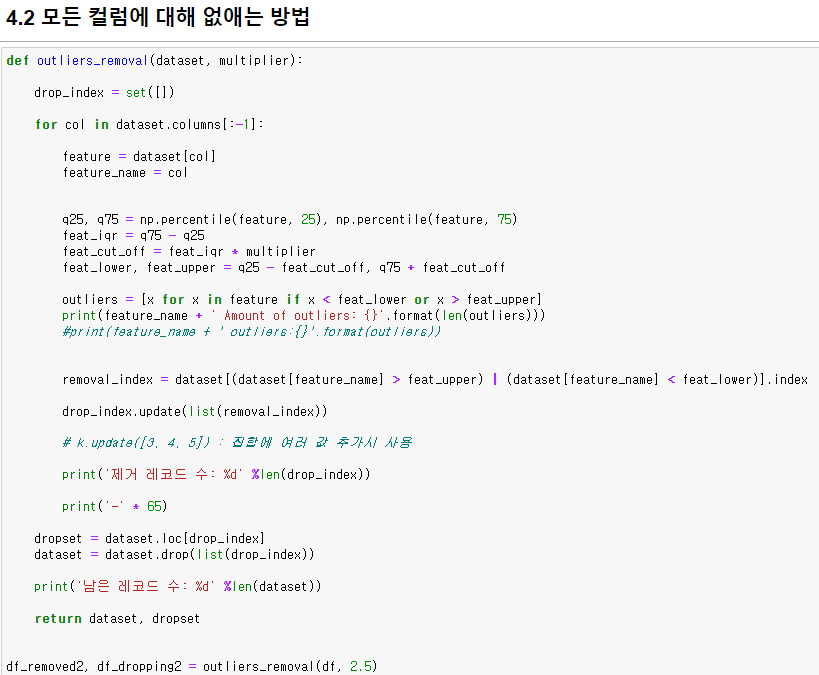 4.2 모든 컬럼에 대해 없애는 방법
def outliers_removal(dataset, multiplier):
drop_index = set([])
for col in dataset.columns[:-1]:
feature = dataset[col]
feature_name = col
q25, q75 = np.percentile(feature, 25), np.percentile(feature, 75)
feat_iqr = q75 - q25
feat_cut_off = feat_iqr * multiplier
feat_lower, feat_upper = q25 - feat_cut_off, q75 + feat_cut_off
outliers = [x for x in feature if x < feat_lower or x > feat_upper]
print(feature_name + ' Amount of outliers: {}'.format(len(outliers)))
#print(feature_name + ' outliers:{}'.format(outliers))
removal_index = dataset[(dataset[feature_name] > feat_upper) | (dataset[feature_name] < feat_lower)].index
drop_index.update(list(removal_index))
# k.update([3, 4, 5]) : 집합에 여러 값 추가시 사용
print('제거 레코드 수: %d' %len(drop_index))
print('-' * 65)
dropset = dataset.loc[drop_index]
dataset = dataset.drop(list(drop_index))
print('남은 레코드 수: %d' %len(dataset))
return dataset, dropset
df_removed2, df_dropping2 = outliers_removal(df, 2.5)